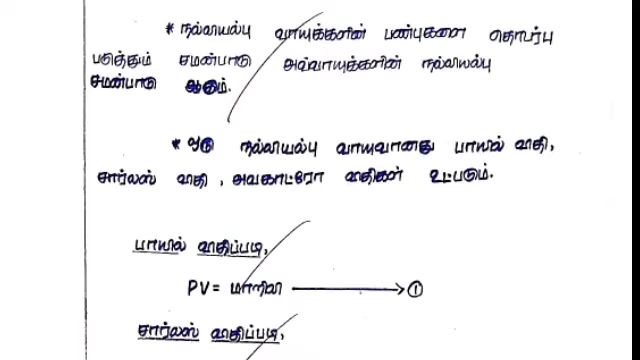 * நல்லியல்பு வாயுக்களின் பண்புகளை தொடர்பு
படுத்தும் சமன்பாடு அவ்வாயுக்களின் நல்லியல்பு
சமன்பாடு ஆகும்.
* ஒரு நல்லியல்பு வாயுவானது பாயில் விதி,
சார்லஸ் விதி, அவகாட்ரோ விதிகள் உட்படும்.
பாயில் விதிப்படி,
PV = மாறிலி ———→ ①
சார்லஸ் விதிப்படி,